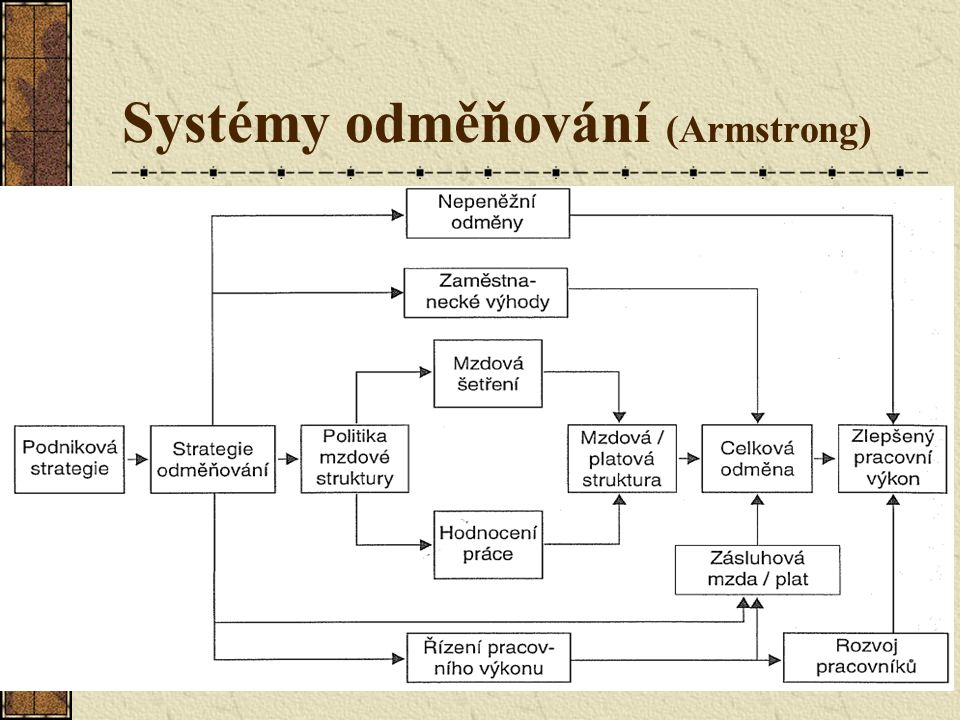 Systémy odměňování (Armstrong)
Nepeněžní
odměny
Zaměstna-
necké výhody
Mzdová
šetření
Podniková
strategie
Strategie
odměňování
Politika
mzdové
struktury
Mzdová /
platová
struktura
Celková
odměna
Zlepšený
pracovní
výkon
Hodnocení
práce
Zásluhová
mzda / plat
Řízení pracov-
ního výkonu
Rozvoj
pracovníků